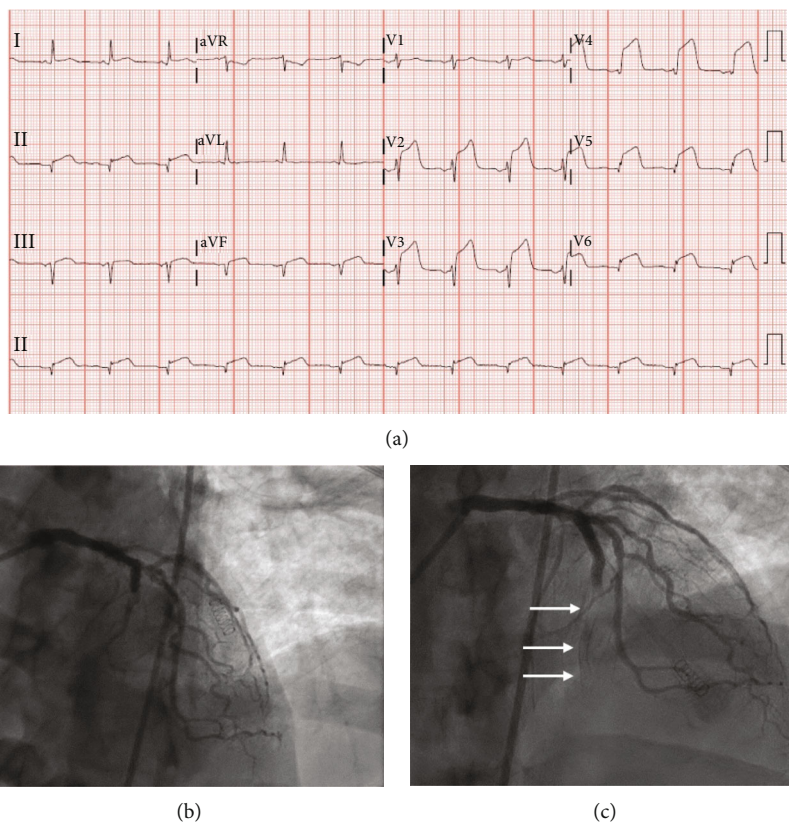 I aVR V1 V4
II aVL V2 V5
III aVF V3 V6
II
(a)
(b) (c)